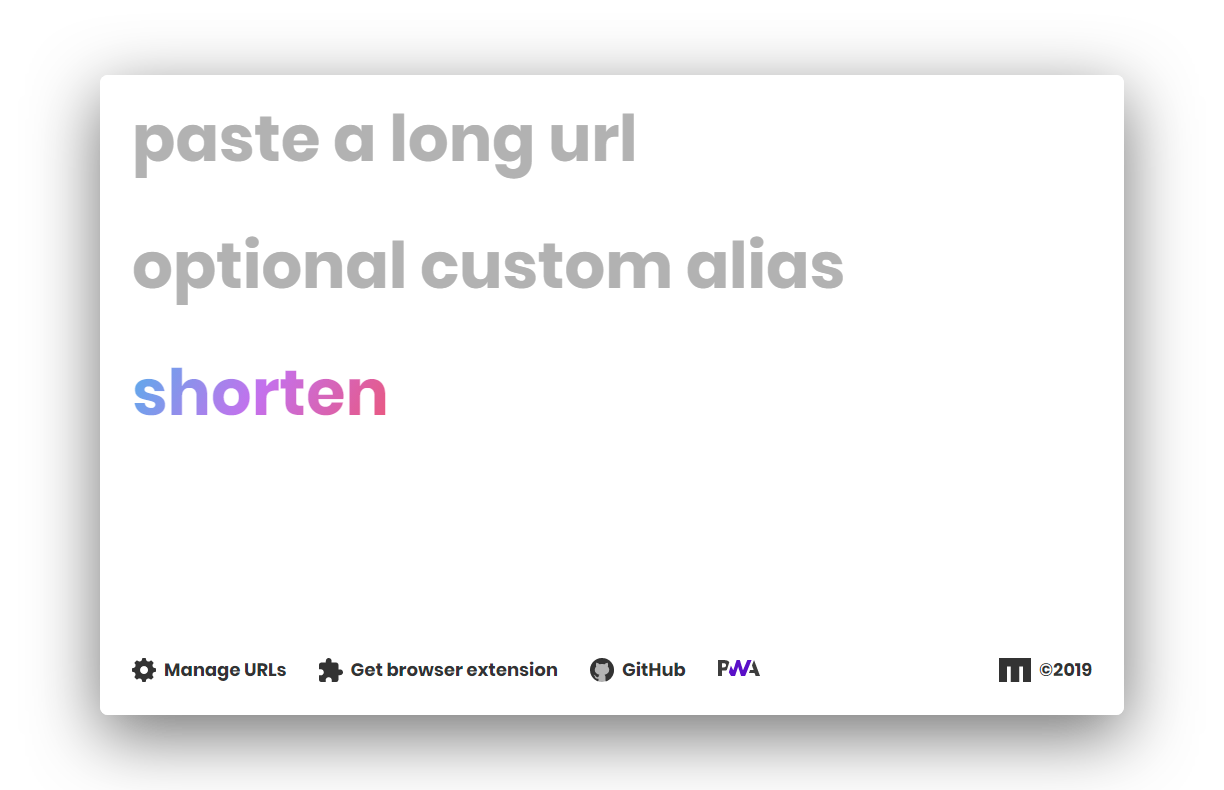 paste a long url
optional custom alias
shorten
Manage URLs Get browser extension GitHub PWA ©2019